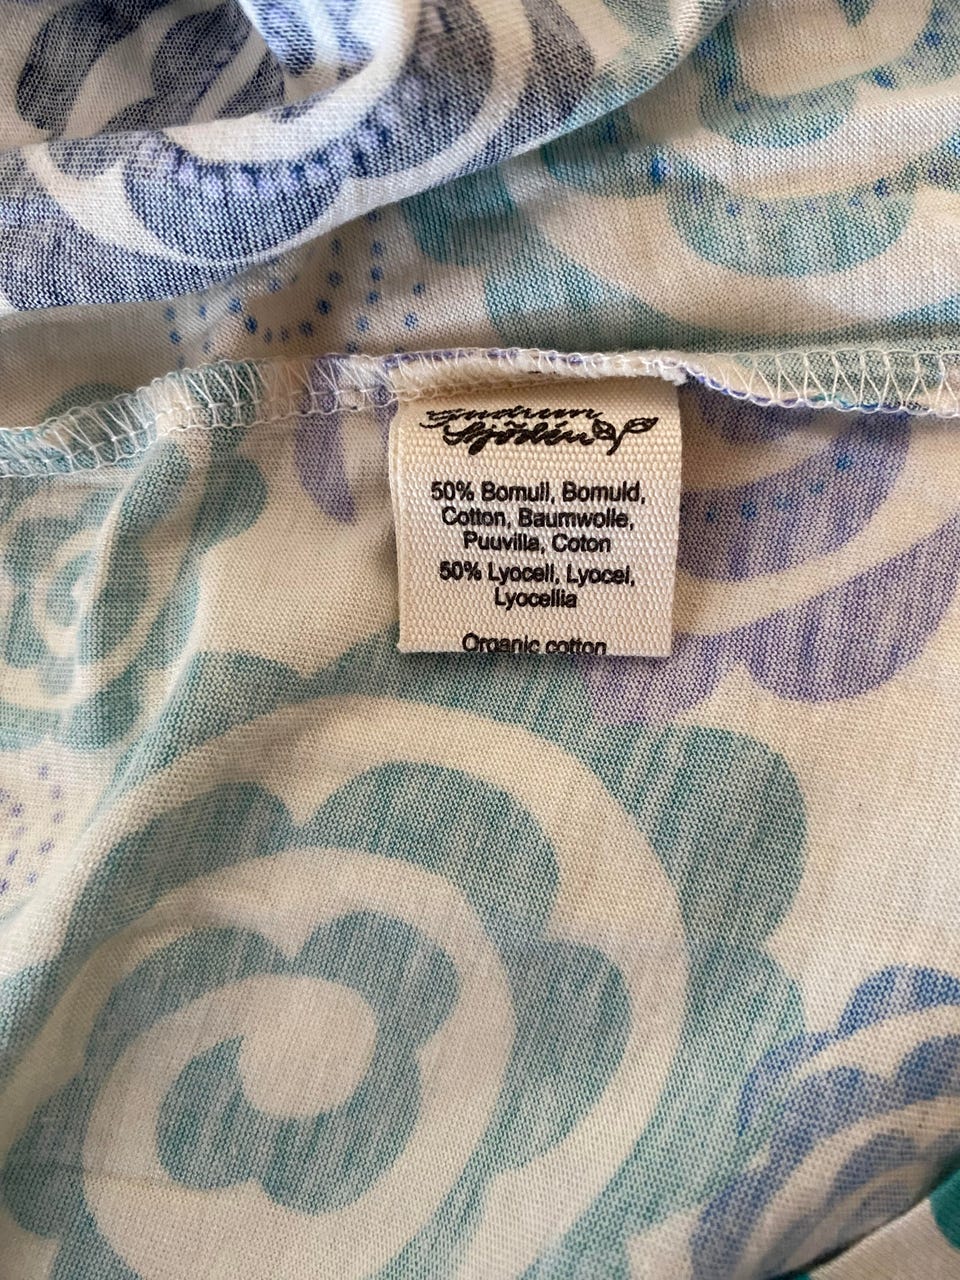 Gudrun
Sjödén
50% Bomull, Bomuld,
Cotton, Baumwolle,
Puuvilla, Coton
50% Lyocell, Lyocel,
Lyocellia
Organic cotton